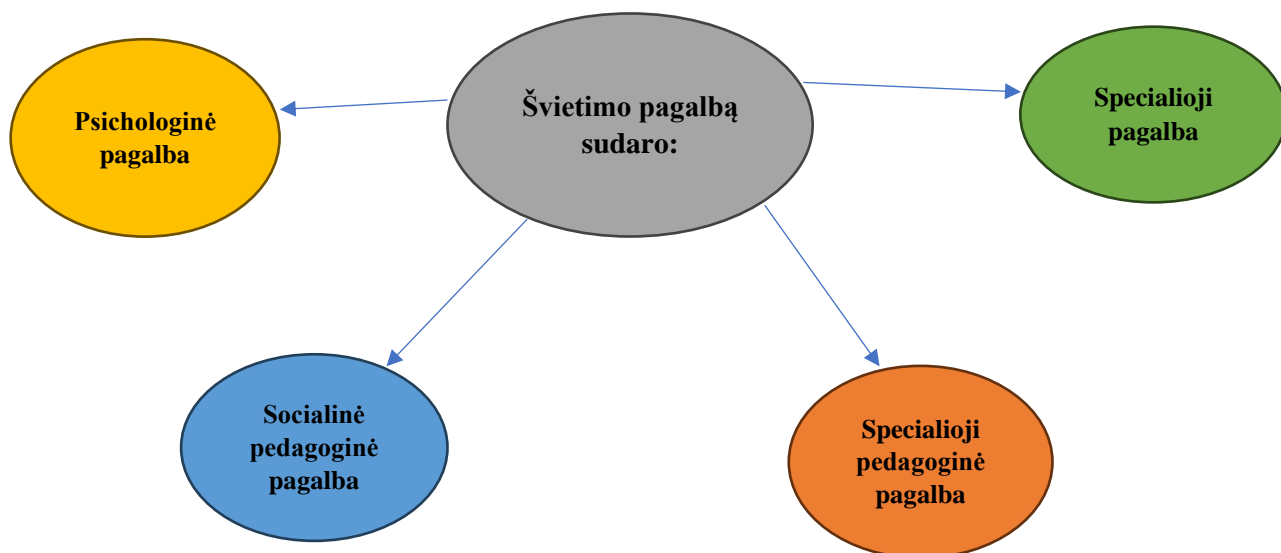 Švietimo pagalbą
sudaro:
Psichologinė
pagalba
Specialioji
pagalba
Socialinė
pedagoginė
pagalba
Specialioji
pedagoginė
pagalba